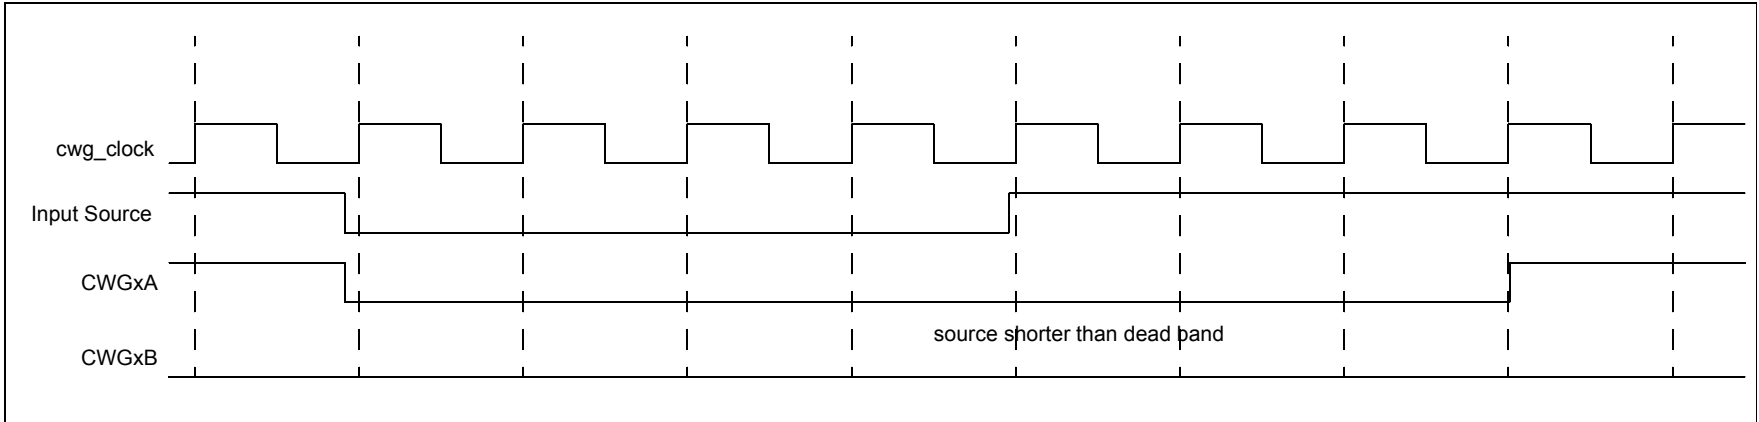 cwg_clock
Input Source
CWGxA
source shorter than dead band
CWGxB